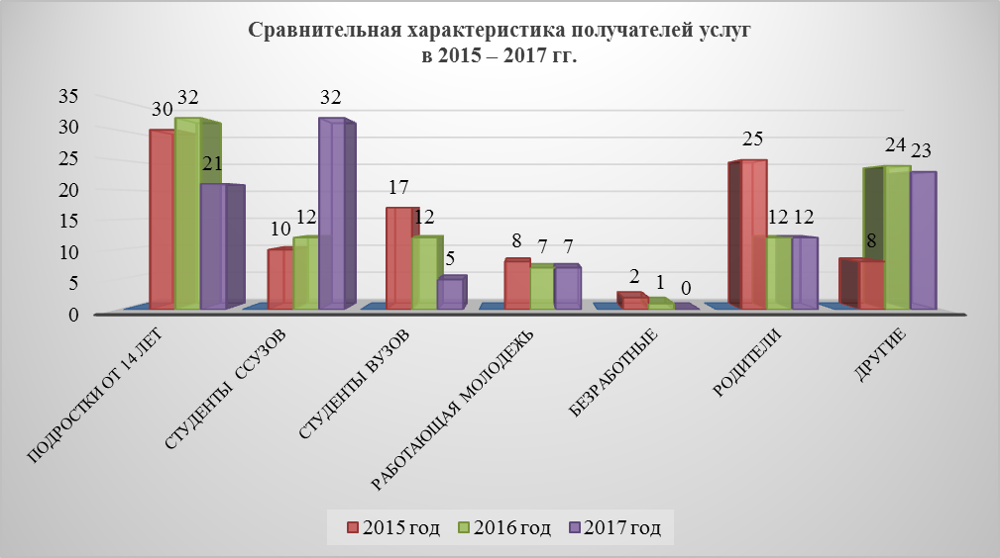 Сравнительная характеристика получателей услуг
в 2015 – 2017 гг.
35
30
25
20
15
10
5
0
30
32
21
10
12
32
17
12
5
8
7
7
2
1
0
25
12
12
8
24
23
ПОДРОСТКИ ОТ 14 ЛЕТ
СТУДЕНТЫ ССУЗОВ
СТУДЕНТЫ ВУЗОВ
РАБОТАЮЩАЯ МОЛОДЕЖЬ
БЕЗРАБОТНЫЕ
РОДИТЕЛИ
ДРУГИЕ
2015 год
2016 год
2017 год